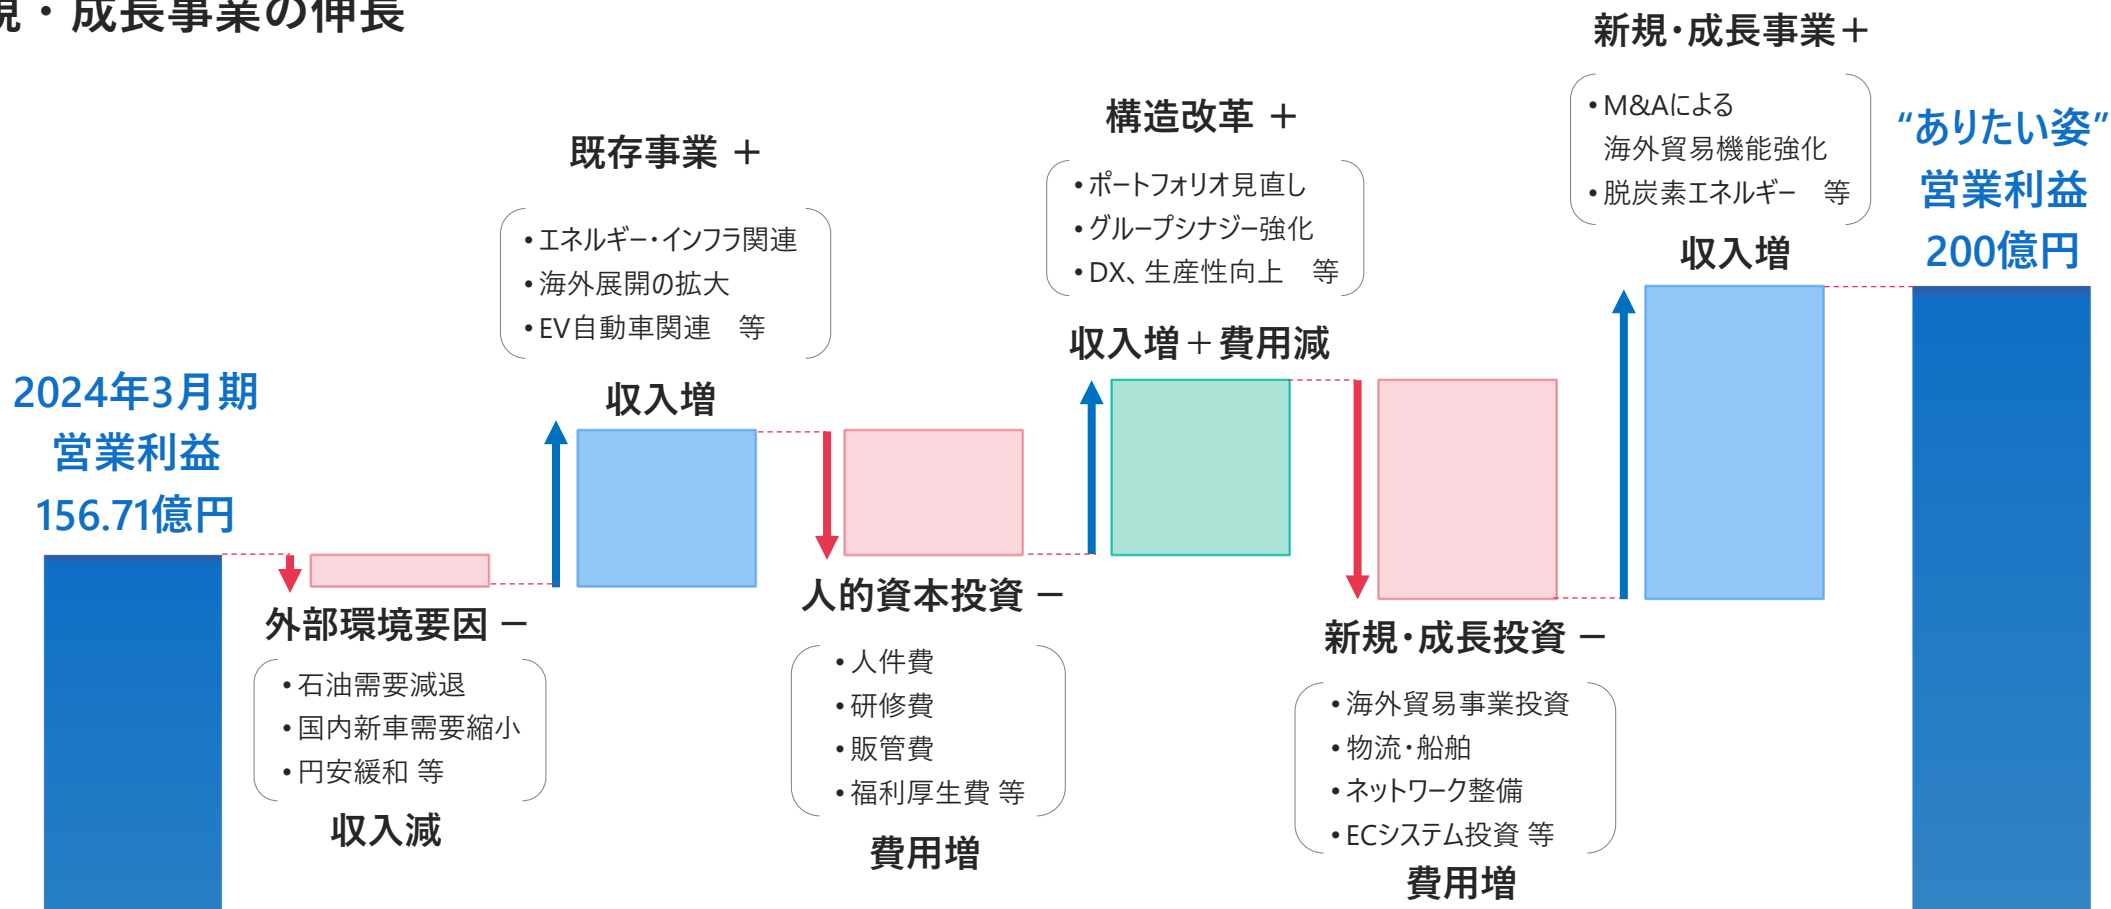 ・成長事業の伸長
2024年3月期
営業利益
156.71億円
外部環境要因 －
• 石油需要減退
• 国内新車需要縮小
• 円安緩和 等
収入減
既存事業 ＋
• エネルギー・インフラ関連
• 海外展開の拡大
• EV自動車関連　等
収入増
人的資本投資 －
• 人件費
• 研修費
• 販管費
• 福利厚生費 等
費用増
構造改革 ＋
• ポートフォリオ見直し
• グループシナジー強化
• DX、生産性向上　等
収入増＋費用減
新規・成長投資 －
• 海外貿易事業投資
• 物流・船舶
• ネットワーク整備
• ECシステム投資 等
費用増
新規・成長事業＋
• M&Aによる
海外貿易機能強化
• 脱炭素エネルギー　等
収入増
“ありたい姿”
営業利益
200億円